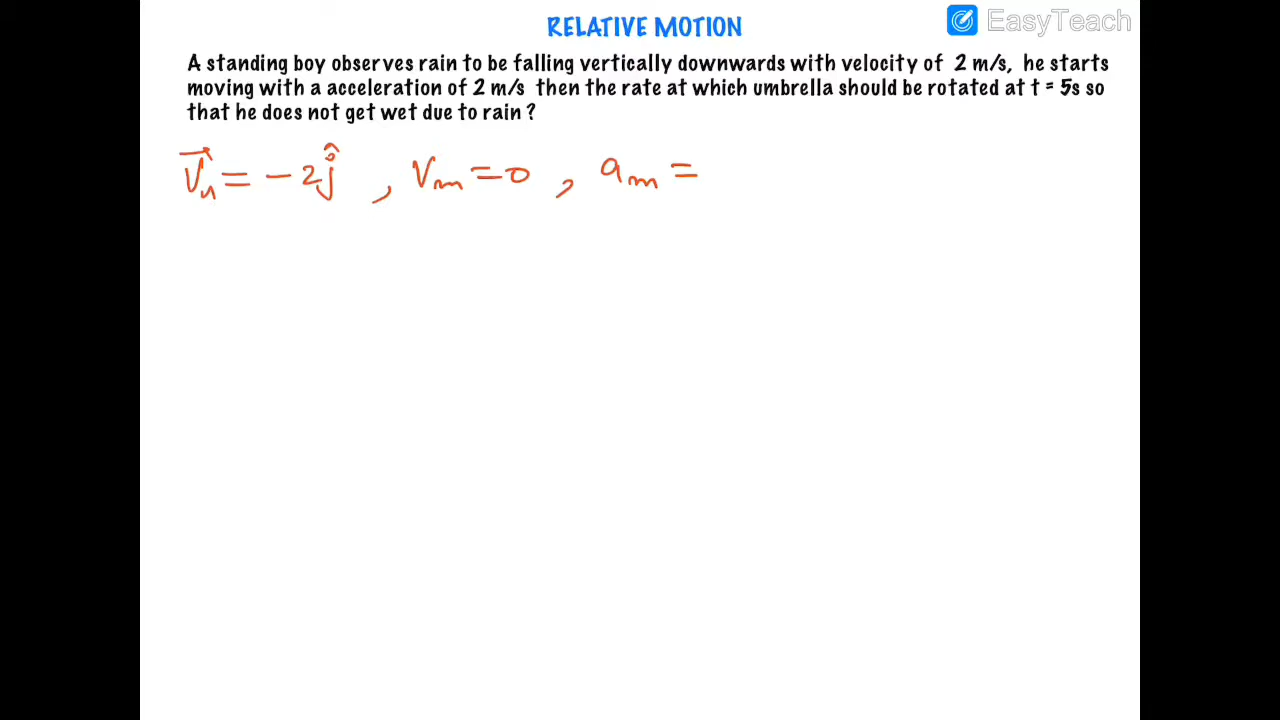 RELATIVE MOTION
EasyTeach
A standing boy observes rain to be falling vertically downwards with velocity of 2 m/s, he starts
moving with a acceleration of 2 m/s then the rate at which umbrella should be rotated at t = 5s so
that he does not get wet due to rain ?
V⃗ᵣ = - 2ĵ , Vₘ = 0 , aₘ =